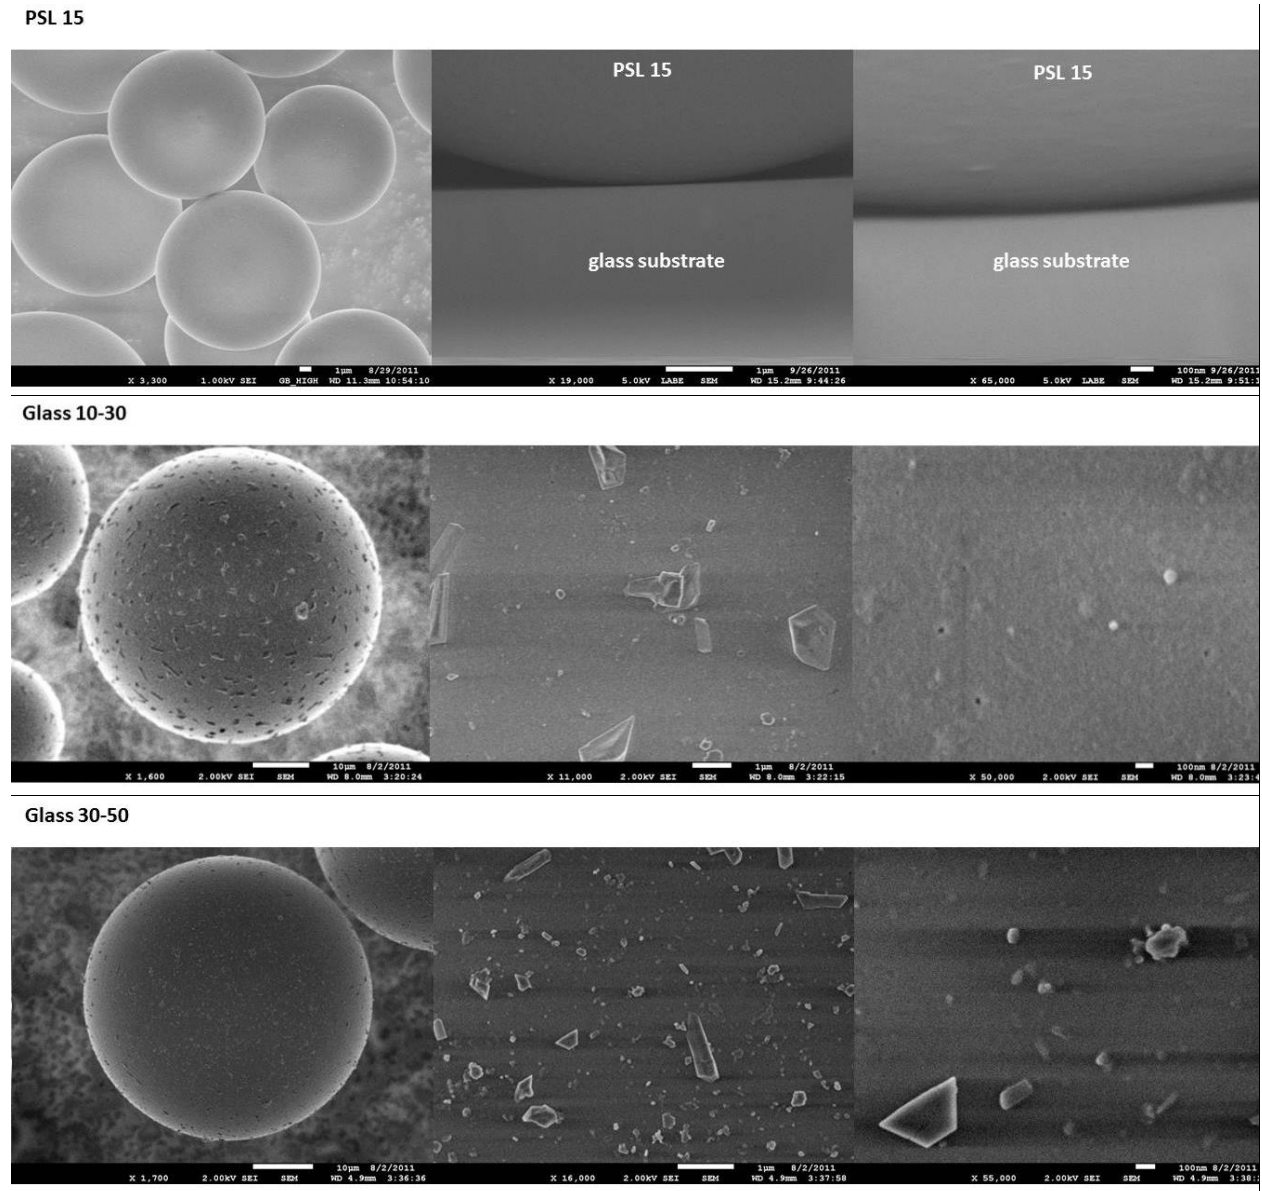 PSL 15
PSL 15
PSL 15
glass substrate
glass substrate
1µm 8/29/2011
X 3,300 1.00kV SEI GB_HIGH WD 11.3mm 10:54:10
1µm 9/26/2011
X 19,000 5.0kV LABE SEM WD 15.2mm 9:44:26
100nm 9/26/2011
X 65,000 5.0kV LABE SEM WD 15.2mm 9:51:
Glass 10-30
10µm 8/2/2011
X 1,600 2.00kV SEI SEM WD 8.0mm 3:20:24
1µm 8/2/2011
X 11,000 2.00kV SEI SEM WD 8.0mm 3:22:15
100nm 8/2/2011
X 50,000 2.00kV SEI SEM WD 8.0mm 3:23:4
Glass 30-50
10µm 8/2/2011
X 1,700 2.00kV SEI SEM WD 4.9mm 3:36:36
1µm 8/2/2011
X 16,000 2.00kV SEI SEM WD 4.9mm 3:37:58
100nm 8/2/2011
X 55,000 2.00kV SEI SEM WD 4.9mm 3:38: